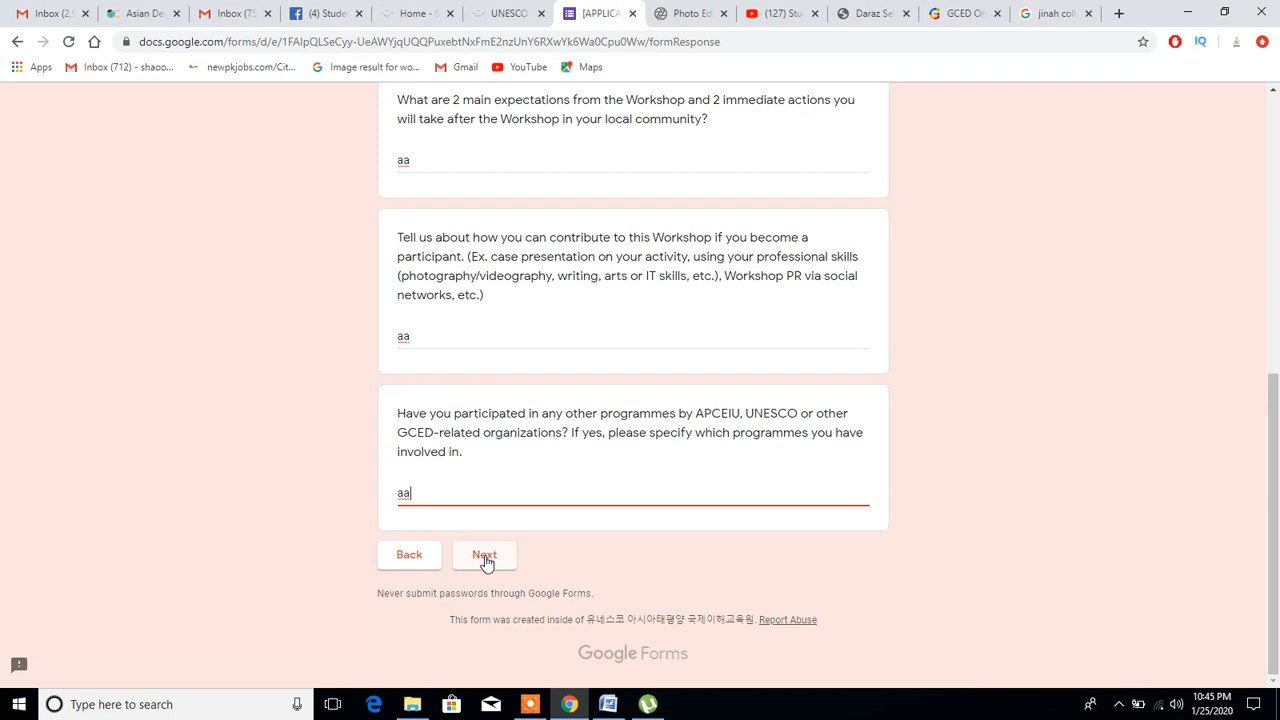 Inbox (2,5
Asian De
Inbox (75
(4) Stude
Home - S
UNESCO
[APPLICA
Photo Ed
(127) Stu
Daraz Sel
GCED On
jinah coll
docs.google.com/forms/d/e/1FAIpQLSeCyy-UeAWYjqUQQPuxebtNxFmE2nzUnY6RXwYk6Wa0Cpu0Ww/formResponse
Apps
Inbox (712) - shaoo...
newpkjobs.com/Cit...
Image result for wo...
Gmail
YouTube
Maps
What are 2 main expectations from the Workshop and 2 immediate actions you
will take after the Workshop in your local community?
aa
Tell us about how you can contribute to this Workshop if you become a
participant. (Ex. case presentation on your activity, using your professional skills
(photography/videography, writing, arts or IT skills, etc.), Workshop PR via social
networks, etc.)
aa
Have you participated in any other programmes by APCEIU, UNESCO or other
GCED-related organizations? If yes, please specify which programmes you have
involved in.
aa
Back
Next
Never submit passwords through Google Forms.
This form was created inside of 유네스코 아시아태평양 국제이해교육원. Report Abuse
Google Forms
Type here to search
10:45 PM
1/25/2020